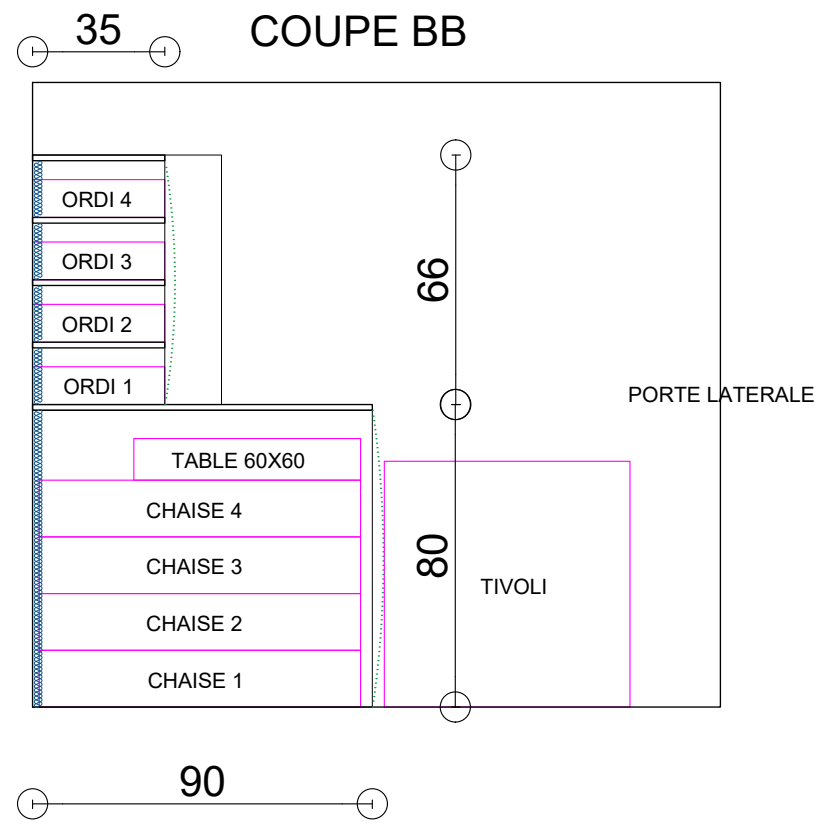 35
COUPE BB
ORDI 4
ORDI 3
66
ORDI 2
ORDI 1
PORTE LATERALE
TABLE 60X60
CHAISE 4
80
CHAISE 3
TIVOLI
CHAISE 2
CHAISE 1
90